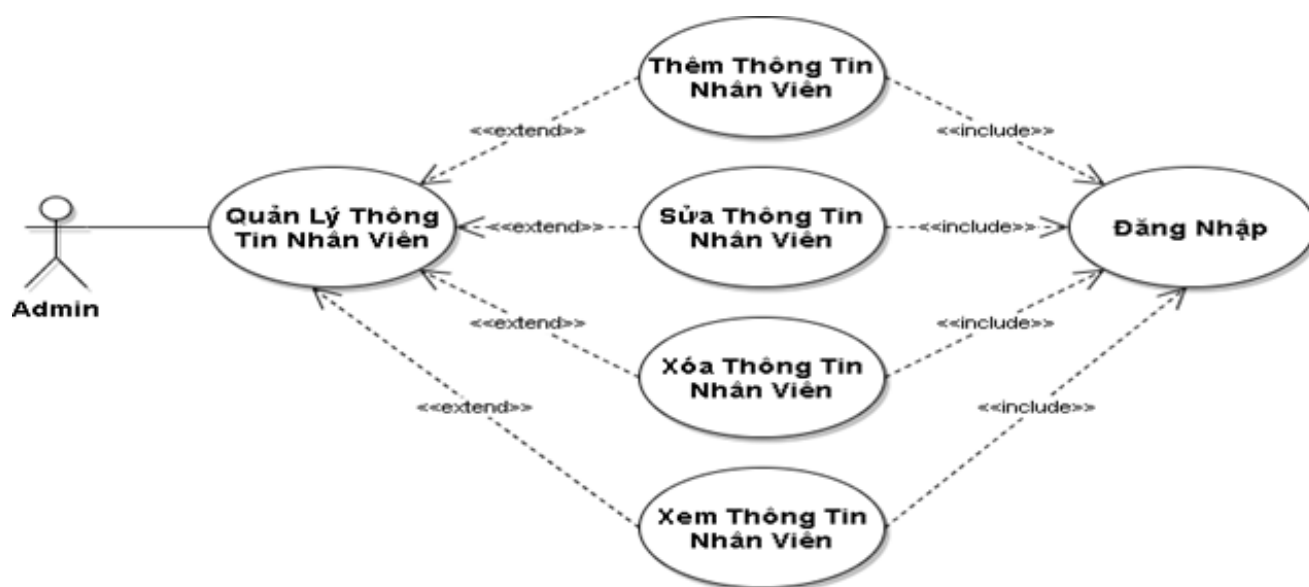 Thêm Thông Tin
Nhân Viên
<<extend>>
<<include>>
Quản Lý Thông
Tin Nhân Viên
<<extend>>
Sửa Thông Tin
Nhân Viên
<<include>>
Đăng Nhập
Admin
<<extend>>
<<include>>
Xóa Thông Tin
Nhân Viên
<<extend>>
<<include>>
Xem Thông Tin
Nhân Viên